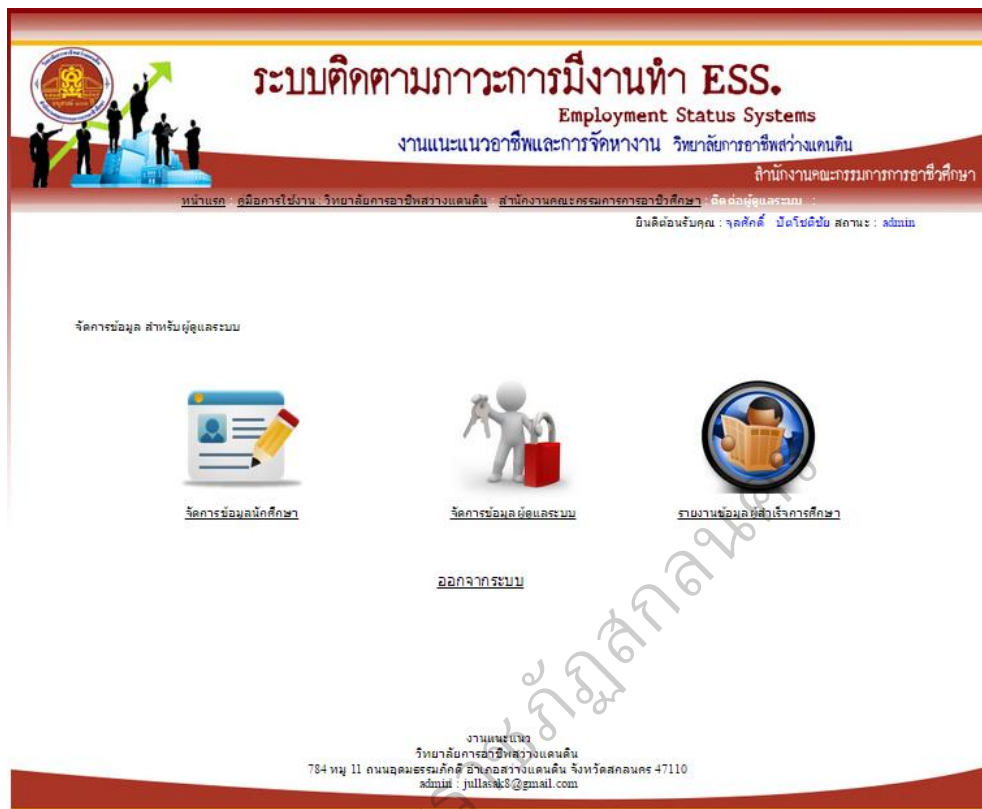 ระบบติดตามภาวะการมีงานทำ ESS.
Employment Status Systems
งานแนะแนวอาชีพและการจัดหางาน วิทยาลัยการอาชีพสว่างแดนดิน
สำนักงานคณะกรรมการการอาชีวศึกษา
หน้าแรก : คู่มือการใช้งาน : วิทยาลัยการอาชีพสว่างแดนดิน : สำนักงานคณะกรรมการการอาชีวศึกษา : ติดต่อผู้ดูแลระบบ :
ยินดีต้อนรับคุณ : จุลศักดิ์ ปัดโชติชัย สถานะ : admin
จัดการข้อมูล สำหรับผู้ดูแลระบบ
จัดการข้อมูลนักศึกษา
จัดการข้อมูลผู้ดูแลระบบ
รายงานข้อมูลผู้สำเร็จการศึกษา
ออกจากระบบ
ราชภัฏสกลนคร
งานแนะแนว
วิทยาลัยการอาชีพสว่างแดนดิน
784 หมู่ 11 ถนนอุดมธรรมภักดี อำเภอสว่างแดนดิน จังหวัดสกลนคร 47110
admin : jullasak8@gmail.com